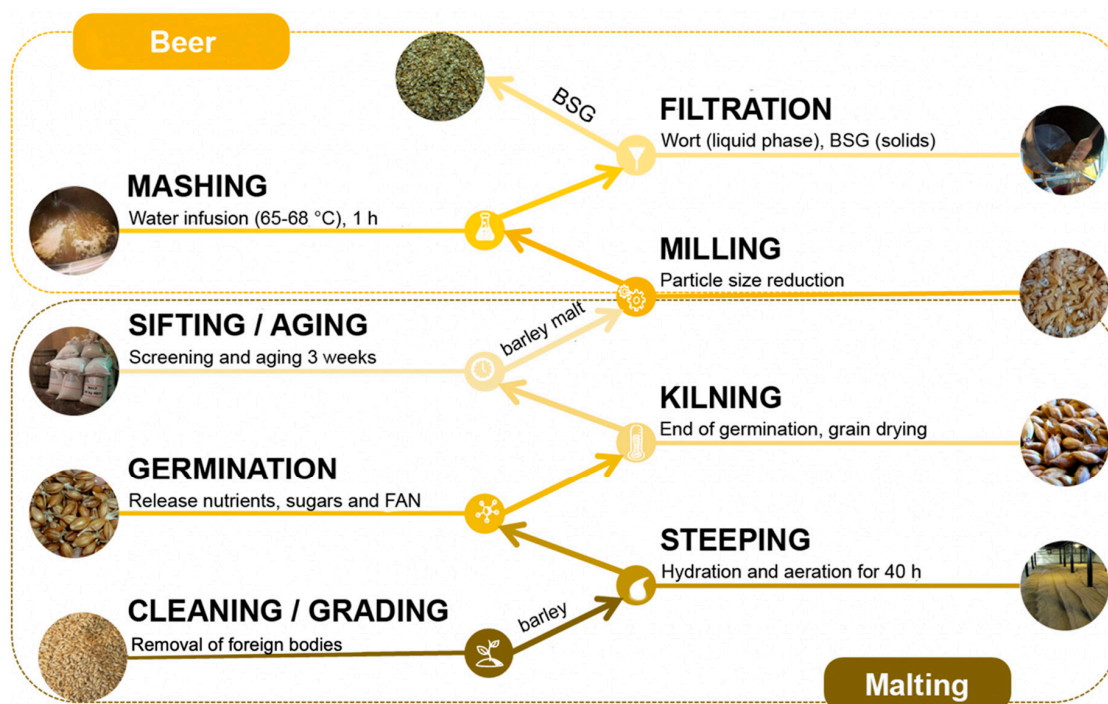 Beer
BSG
FILTRATION
Wort (liquid phase), BSG (solids)
MASHING
Water infusion (65-68 °C), 1 h
MILLING
Particle size reduction
SIFTING / AGING
Screening and aging 3 weeks
barley malt
KILNING
End of germination, grain drying
GERMINATION
Release nutrients, sugars and FAN
STEEPING
Hydration and aeration for 40 h
CLEANING / GRADING
Removal of foreign bodies
barley
Malting